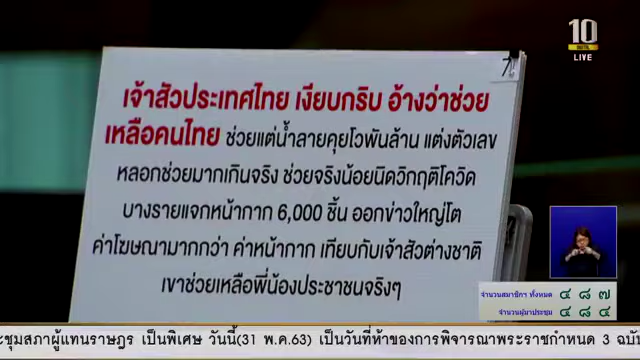 10
LIVE
เจ้าสัวประเทศไทย เงียบกริบ อ้างว่าช่วย
เหลือคนไทย ช่วยแต่น้ำลายคุยโวพันล้าน แต่งตัวเลข
หลอกช่วยมากเกินจริง ช่วยจริงน้อยนิดวิกฤติโควิด
บางรายแจกหน้ากาก 6,000 ชิ้น ออกข่าวใหญ่โต
ค่าโฆษณามากกว่า ค่าหน้ากาก เทียบกับเจ้าสัวต่างชาติ
เขาช่วยเหลือพี่น้องประชาชนจริงๆ
จำนวนสมาชิกฯ ทั้งหมด ๔๘๗
จำนวนผู้มาประชุม ๔๘๔
ะชุมสภาผู้แทนราษฎร เป็นพิเศษ วันนี้(31 พ.ค.63) เป็นวันที่ห้าของการพิจารณาพระราชกำหนด 3 ฉบั